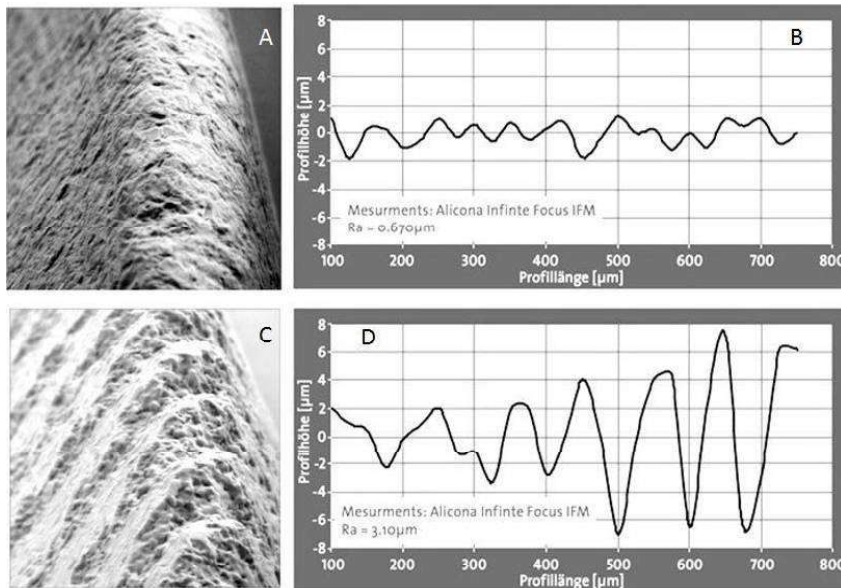 A
B
8
6
4
2
0
-2
-4
-6
-8
Profilhöhe [µm]
Mesurments: Alicona Infinte Focus IFM
Ra = 0.670µm
100 200 300 400 500 600 700 800
Profillänge [µm]
C
D
8
6
4
2
0
-2
-4
-6
-8
Profilhöhe [µm]
Mesurments: Alicona Infinte Focus IFM
Ra = 3.10µm
100 200 300 400 500 600 700 800
Profillänge [µm]